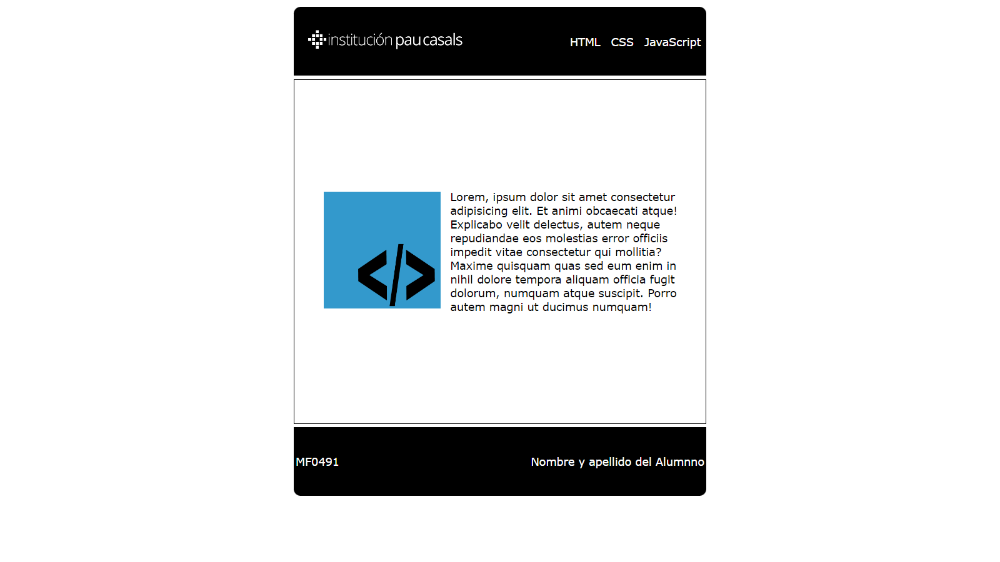 institución pau casals
HTML CSS JavaScript
</>
Lorem, ipsum dolor sit amet consectetur
adipisicing elit. Et animi obcaecati atque!
Explicabo velit delectus, autem neque
repudiandae eos molestias error officiis
impedit vitae consectetur qui mollitia?
Maxime quisquam quas sed eum enim in
nihil dolore tempora aliquam officia fugit
dolorum, numquam atque suscipit. Porro
autem magni ut ducimus numquam!
MF0491
Nombre y apellido del Alumnno